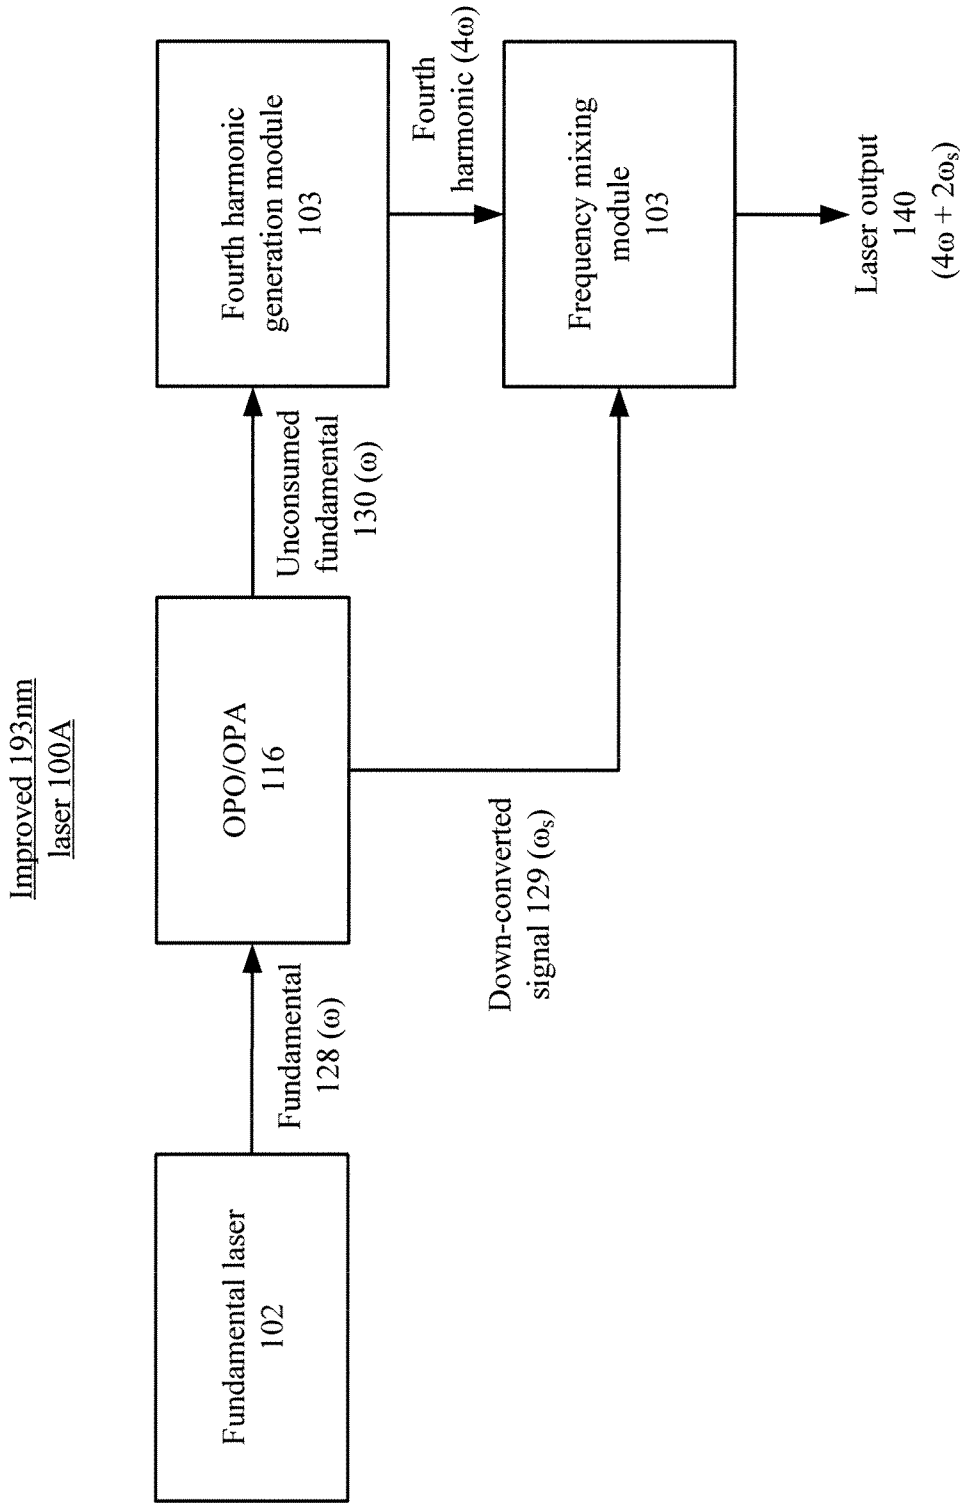 Improved 193nm
laser 100A
Fundamental laser
102
Fundamental
128 (ω)
OPO/OPA
116
Unconsumed
fundamental
130 (ω)
Fourth harmonic
generation module
103
Down-converted
signal 129 (ωₛ)
Fourth
harmonic (4ω)
Frequency mixing
module
103
Laser output
140
(4ω + 2ωₛ)